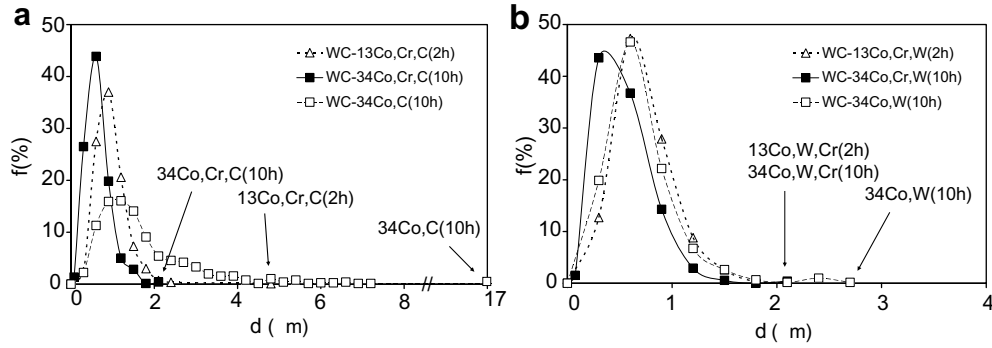 a
50
40
30
20
10
0
f(%)
WC-13Co,Cr,C(2h)
WC-34Co,Cr,C(10h)
WC-34Co,C(10h)
34Co,Cr,C(10h)
13Co,Cr,C(2h)
34Co,C(10h)
0 2 4 6 8 17
d ( m)
b
50
40
30
20
10
0
f(%)
WC-13Co,Cr,W(2h)
WC-34Co,Cr,W(10h)
WC-34Co,W(10h)
13Co,W,Cr(2h)
34Co,W,Cr(10h)
34Co,W(10h)
0 1 2 3 4
d ( m)